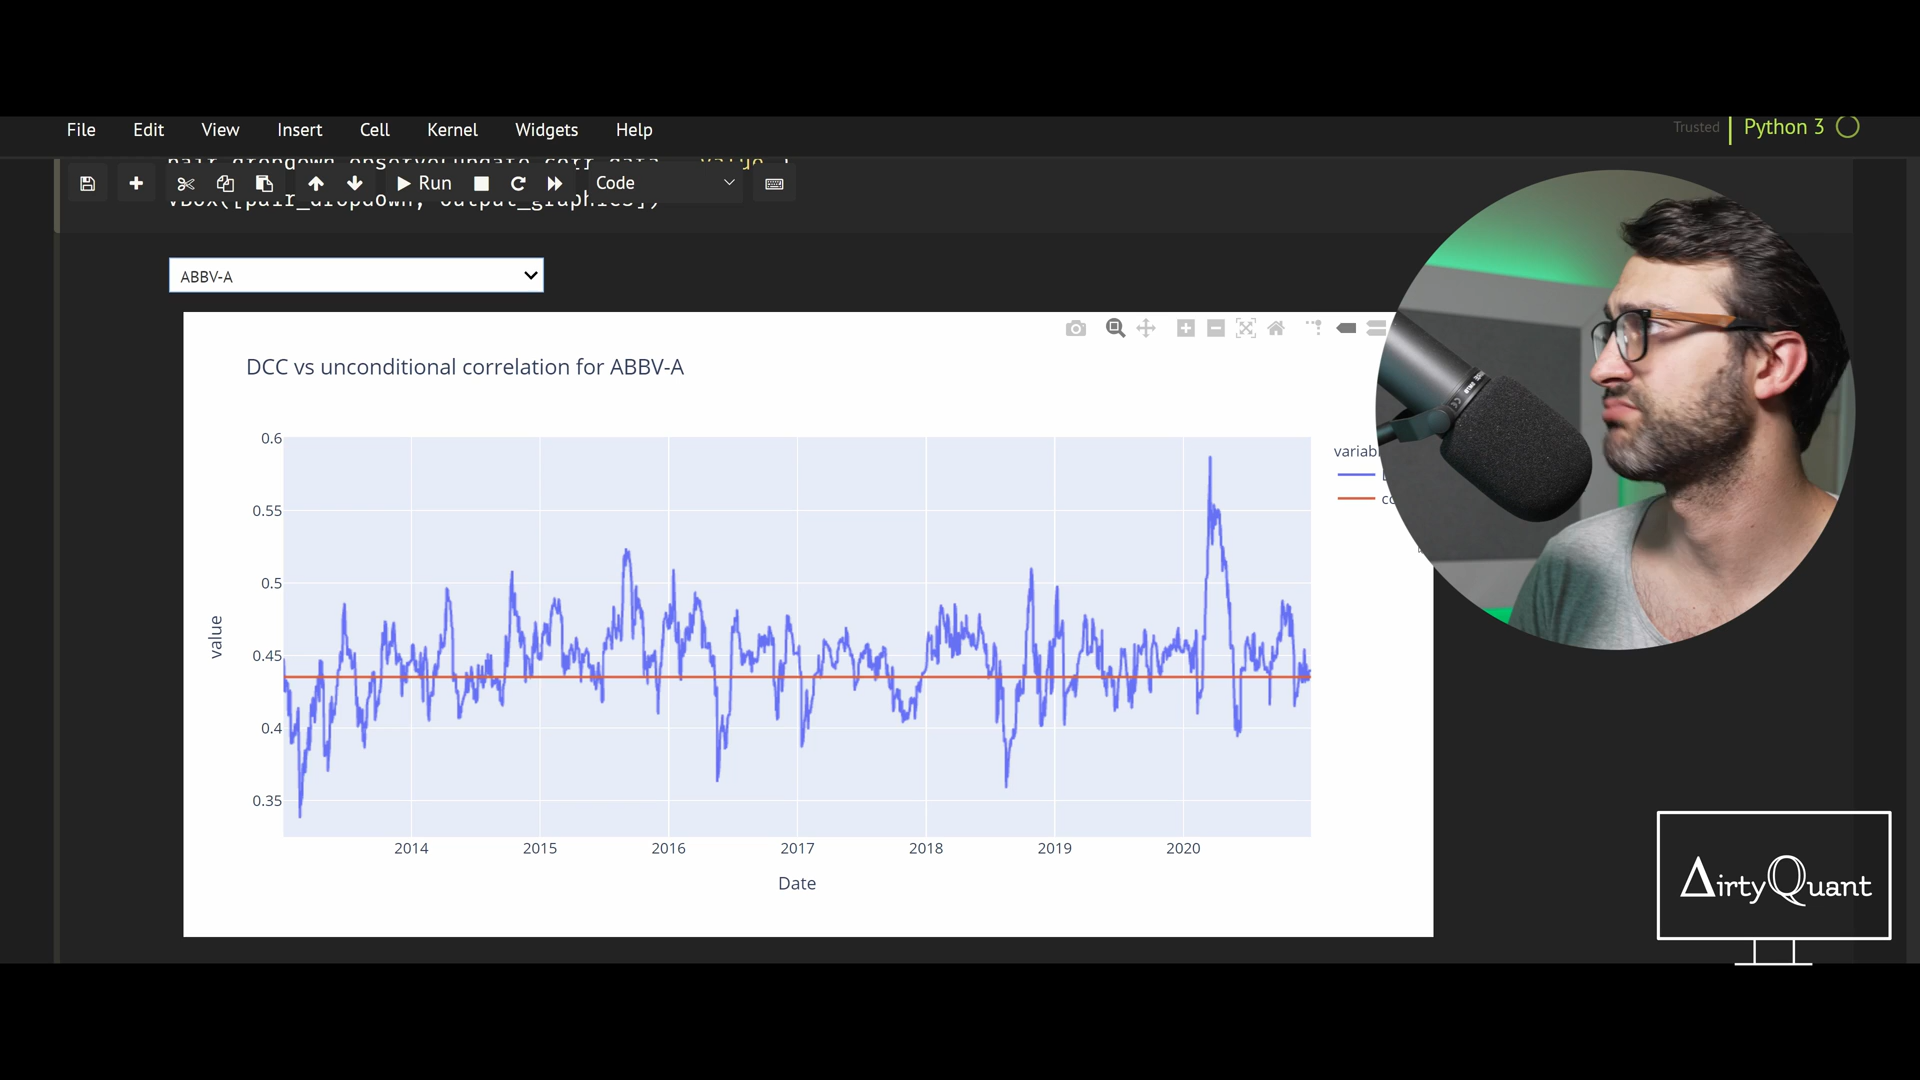 File Edit View Insert Cell Kernel Widgets Help
Trusted Python 3
Run Code
ABBV-A
DCC vs unconditional correlation for ABBV-A
0.6
0.55
0.5
0.45
0.4
0.35
value
2014 2015 2016 2017 2018 2019 2020
Date
ΔirtyQuant